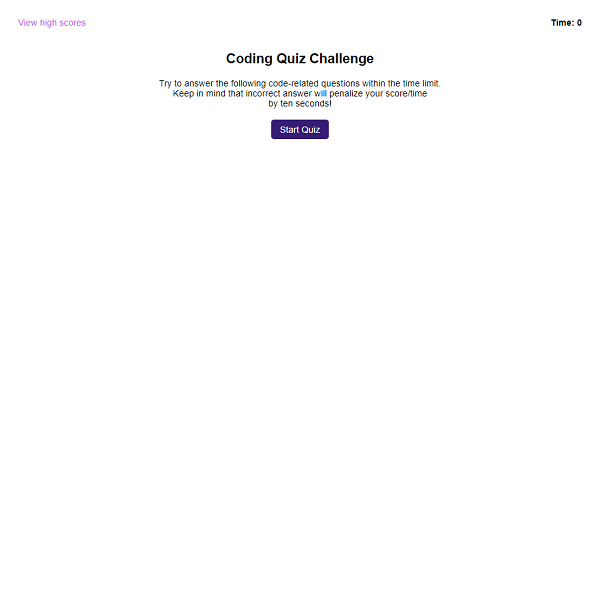 View high scores
Time: 0
Coding Quiz Challenge
Try to answer the following code-related questions within the time limit.
Keep in mind that incorrect answer will penalize your score/time
by ten seconds!
Start Quiz